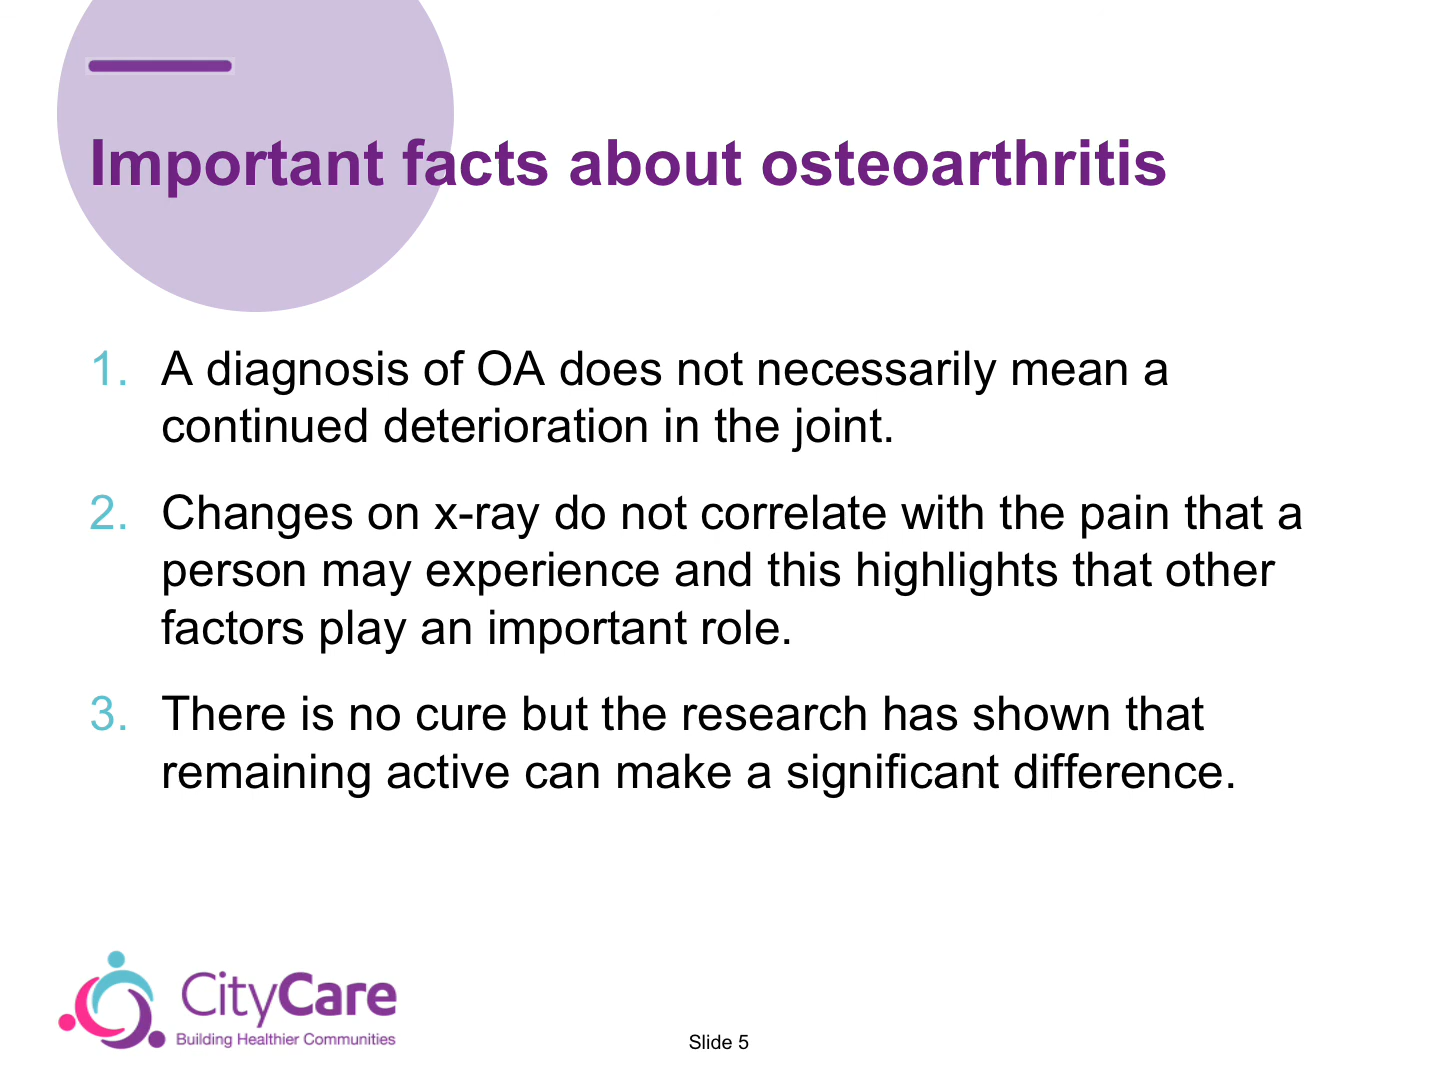 Important facts about osteoarthritis
1. A diagnosis of OA does not necessarily mean a
continued deterioration in the joint.
2. Changes on x-ray do not correlate with the pain that a
person may experience and this highlights that other
factors play an important role.
3. There is no cure but the research has shown that
remaining active can make a significant difference.
CityCare
Building Healthier Communities
Slide 5